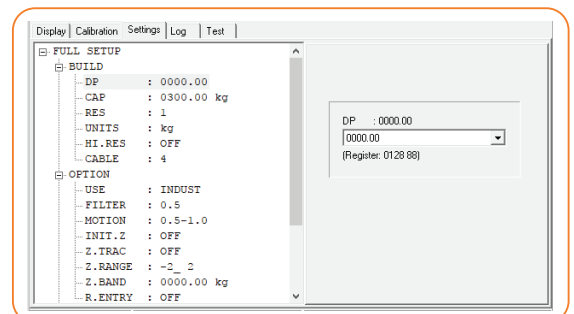 Display Calibration Settings Log Test
FULL SETUP
BUILD
DP : 0000.00
CAP : 0300.00 kg
RES : 1
UNITS : kg
HI.RES : OFF
CABLE : 4
OPTION
USE : INDUST
FILTER : 0.5
MOTION : 0.5-1.0
INIT.Z : OFF
Z.TRAC : OFF
Z.RANGE : -2_ 2
Z.BAND : 0000.00 kg
R.ENTRY : OFF
DP : 0000.00
0000.00
(Register: 0128 88)